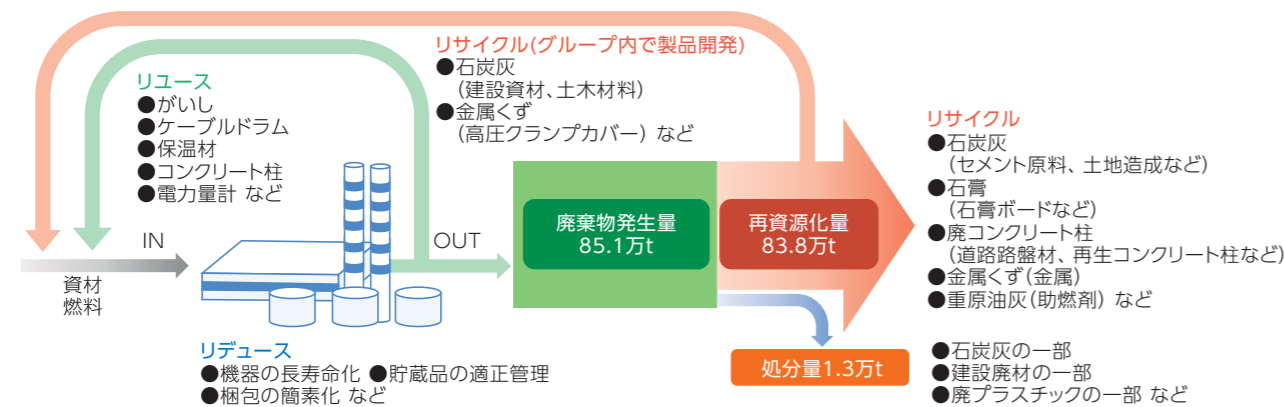 リサイクル(グループ内で製品開発)
●石炭灰
(建設資材、土木材料)
●金属くず
(高圧クランプカバー) など
リユース
●がいし
●ケーブルドラム
●保温材
●コンクリート柱
●電力量計 など
IN
OUT
資材
燃料
廃棄物発生量
85.1万t
再資源化量
83.8万t
処分量1.3万t
リサイクル
●石炭灰
(セメント原料、土地造成など)
●石膏
(石膏ボードなど)
●廃コンクリート柱
(道路路盤材、再生コンクリート柱など)
●金属くず(金属)
●重原油灰(助燃剤) など
●石炭灰の一部
●建設廃材の一部
●廃プラスチックの一部 など
リデュース
●機器の長寿命化 ●貯蔵品の適正管理
●梱包の簡素化 など